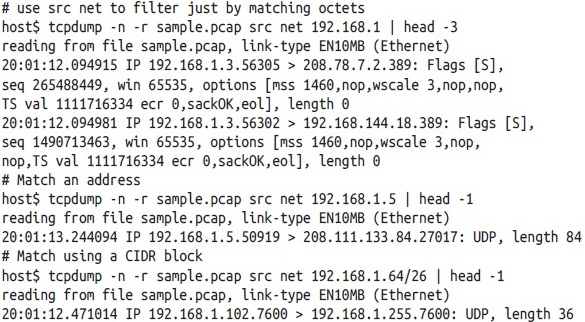 # use src net to filter just by matching octets
host$ tcpdump -n -r sample.pcap src net 192.168.1 | head -3
reading from file sample.pcap, link-type EN10MB (Ethernet)
20:01:12.094915 IP 192.168.1.3.56305 > 208.78.7.2.389: Flags [S],
seq 265488449, win 65535, options [mss 1460,nop,wscale 3,nop,nop,
TS val 1111716334 ecr 0,sackOK,eol], length 0
20:01:12.094981 IP 192.168.1.3.56302 > 192.168.144.18.389: Flags [S],
seq 1490713463, win 65535, options [mss 1460,nop,wscale 3,nop,
nop,TS val 1111716334 ecr 0,sackOK,eol], length 0
# Match an address
host$ tcpdump -n -r sample.pcap src net 192.168.1.5 | head -1
reading from file sample.pcap, link-type EN10MB (Ethernet)
20:01:13.244094 IP 192.168.1.5.50919 > 208.111.133.84.27017: UDP, length 84
# Match using a CIDR block
host$ tcpdump -n -r sample.pcap src net 192.168.1.64/26 | head -1
reading from file sample.pcap, link-type EN10MB (Ethernet)
20:01:12.471014 IP 192.168.1.102.7600 > 192.168.1.255.7600: UDP, length 36